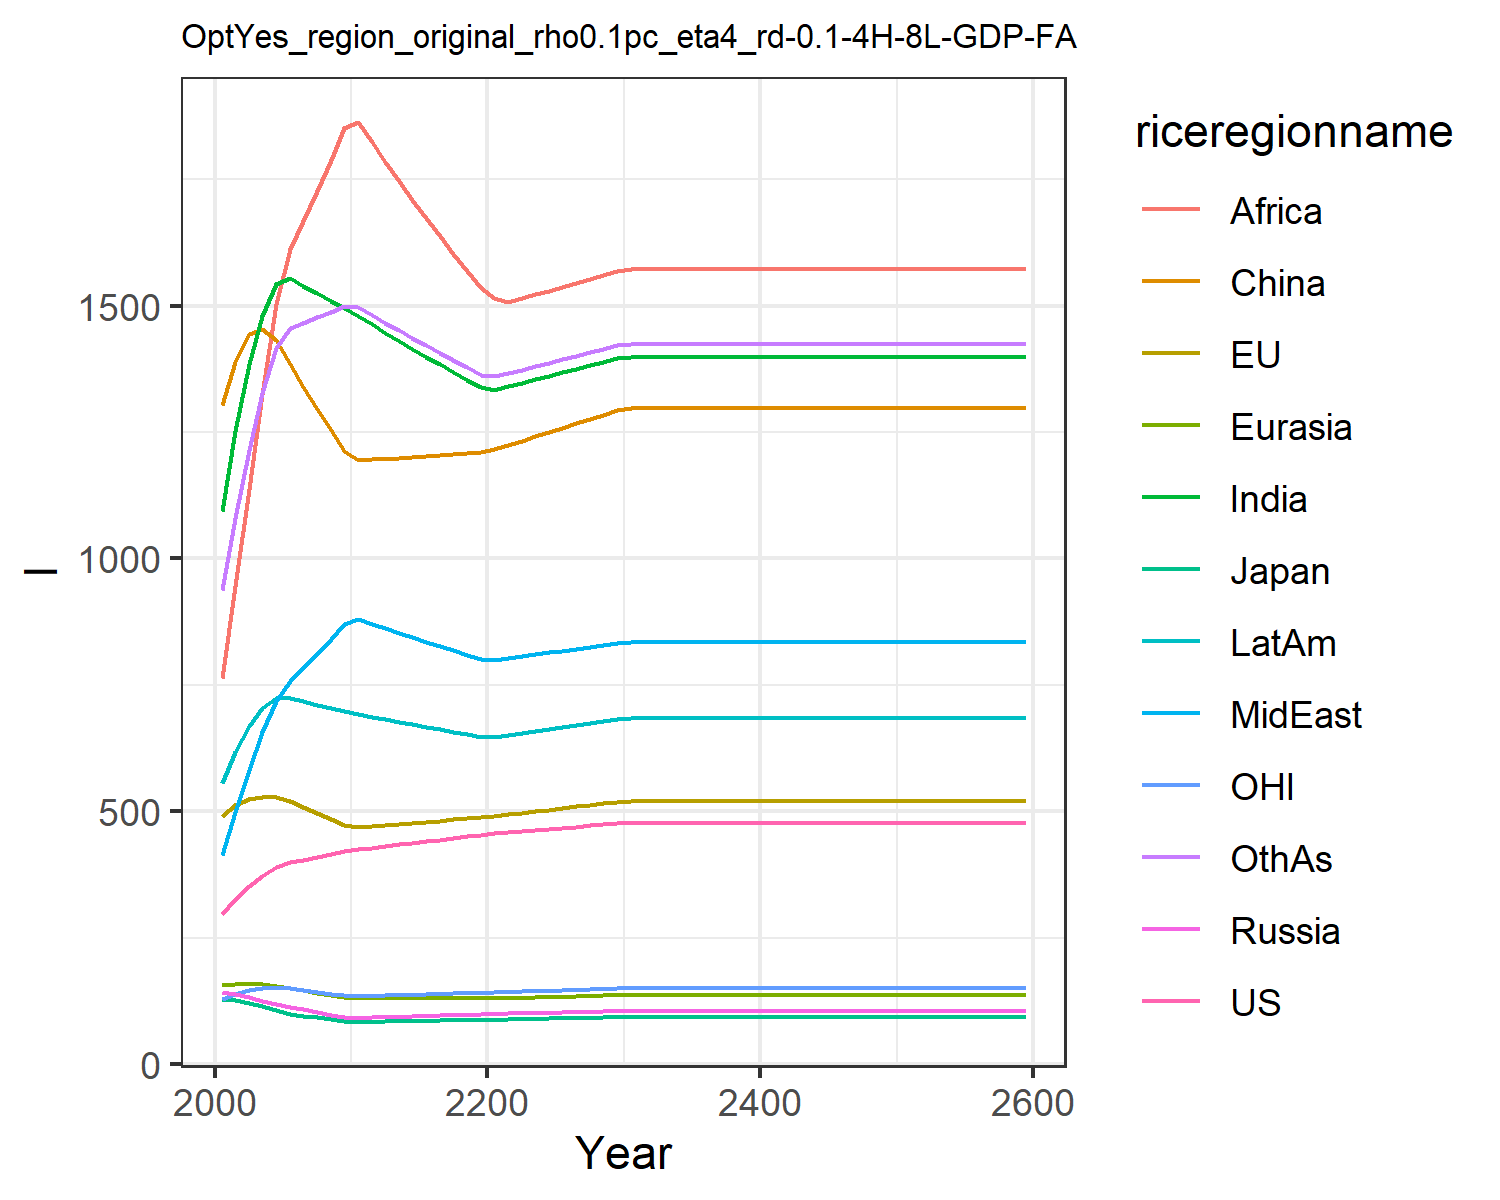 OptYes_region_original_rho0.1pc_eta4_rd-0.1-4H-8L-GDP-FA
riceregionname
Africa
China
EU
Eurasia
India
Japan
LatAm
MidEast
OHI
OthAs
Russia
US
l
1500
1000
500
0
2000 2200 2400 2600
Year